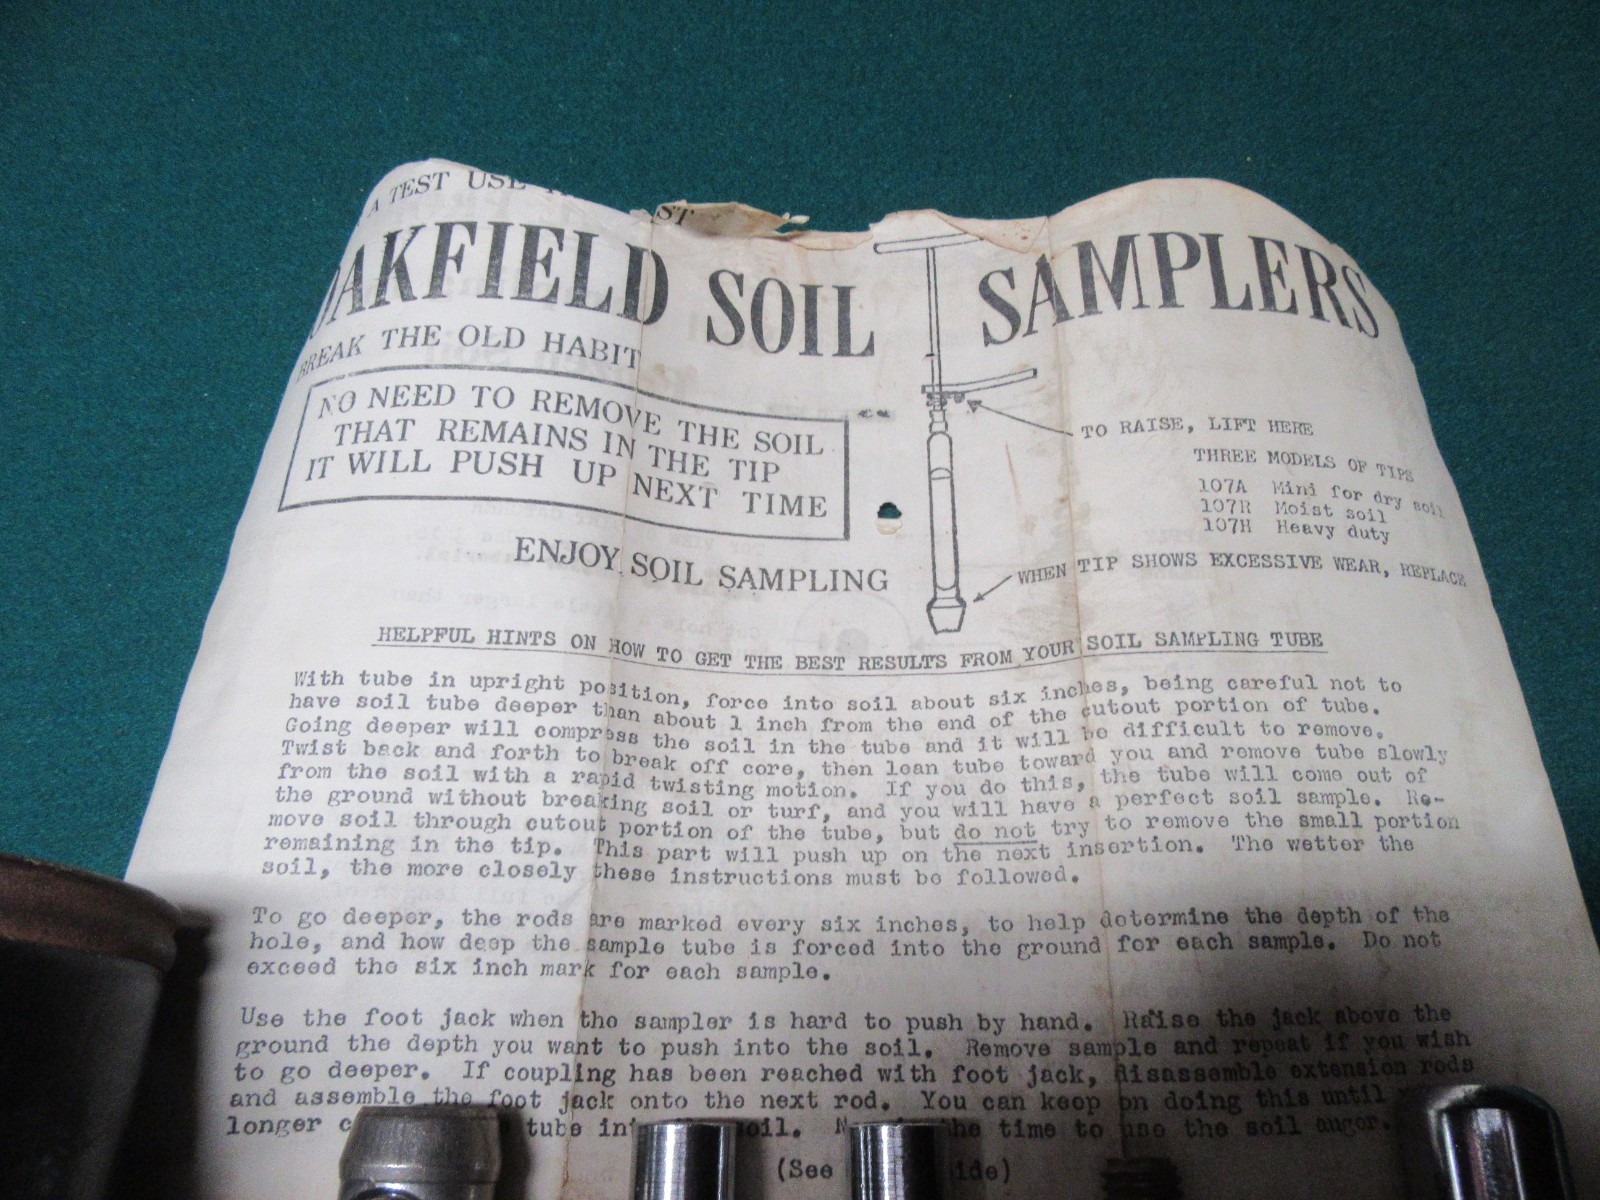 A TEST USE
ST
OAKFIELD SOIL SAMPLERS
BREAK THE OLD HABIT
NO NEED TO REMOVE THE SOIL
THAT REMAINS IN THE TIP
IT WILL PUSH UP NEXT TIME
ENJOY SOIL SAMPLING
TO RAISE, LIFT HERE
THREE MODELS OF TIPS
107A Mini for dry soil
107R Moist soil
107H Heavy duty
WHEN TIP SHOWS EXCESSIVE WEAR, REPLACE
HELPFUL HINTS ON HOW TO GET THE BEST RESULTS FROM YOUR SOIL SAMPLING TUBE
With tube in upright position, force into soil about six inches, being careful not to
have soil tube deeper than about 1 inch from the end of the cutout portion of tube.
Going deeper will compress the soil in the tube and it will be difficult to remove.
Twist back and forth to break off core, then lean tube toward you and remove tube slowly
from the soil with a rapid twisting motion. If you do this, the tube will come out of
the ground without breaking soil or turf, and you will have a perfect soil sample. Re-
move soil through cutout portion of the tube, but do not try to remove the small portion
remaining in the tip. This part will push up on the next insertion. The wetter the
soil, the more closely these instructions must be followed.
To go deeper, the rods are marked every six inches, to help determine the depth of the
hole, and how deep the sample tube is forced into the ground for each sample. Do not
exceed the six inch mark for each sample.
Use the foot jack when the sampler is hard to push by hand. Raise the jack above the
ground the depth you want to push into the soil. Remove sample and repeat if you wish
to go deeper. If coupling has been reached with foot jack, disassemble extension rods
and assemble the foot jack onto the next rod. You can keep on doing this until
longer tube soil. the time to use the soil auger.
(See ide)